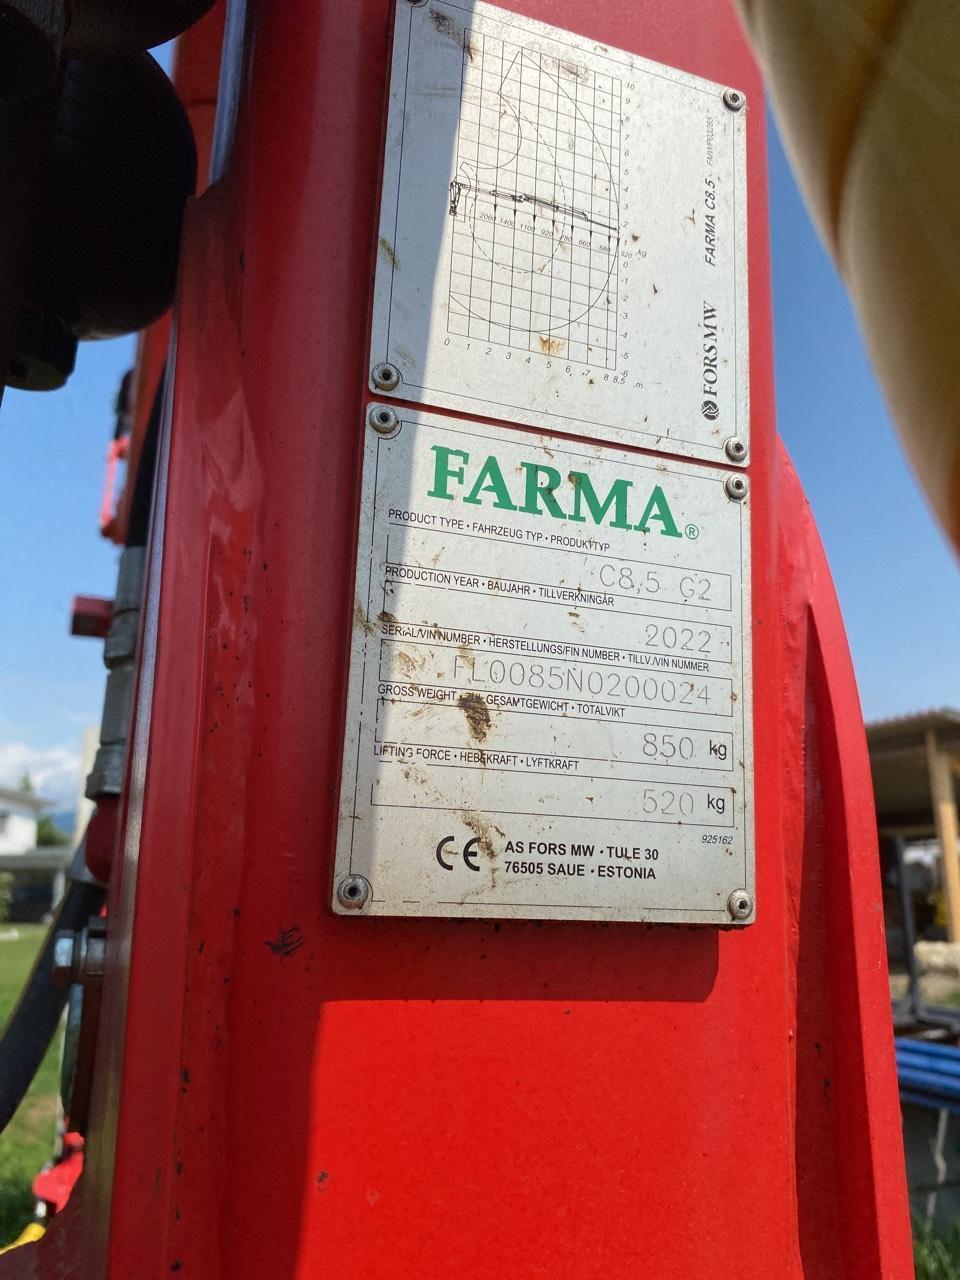 10
9
8
7
6
5
4
3
2
1
0
-1
-2
-3
-4
-5
-6
2060 1400 1100 920 780 660 580 520 kg
0 1 2 3 4 5 6 7 8 8,5 m
FARMA C8.5
FORSMW
FARMA®
PRODUCT TYPE • FAHRZEUG TYP • PRODUKTTYP
C8,5 G2
PRODUCTION YEAR • BAUJAHR • TILLVERKNINGÅR
2022
SERIAL/VIN NUMBER • HERSTELLUNGS/FIN NUMBER • TILLV./VIN NUMMER
FL0085N0200024
GROSS WEIGHT • ZUL GESAMTGEWICHT • TOTALVIKT
850 kg
LIFTING FORCE • HEBEKRAFT • LYFTKRAFT
520 kg
925162
CE AS FORS MW • TULE 30
76505 SAUE • ESTONIA